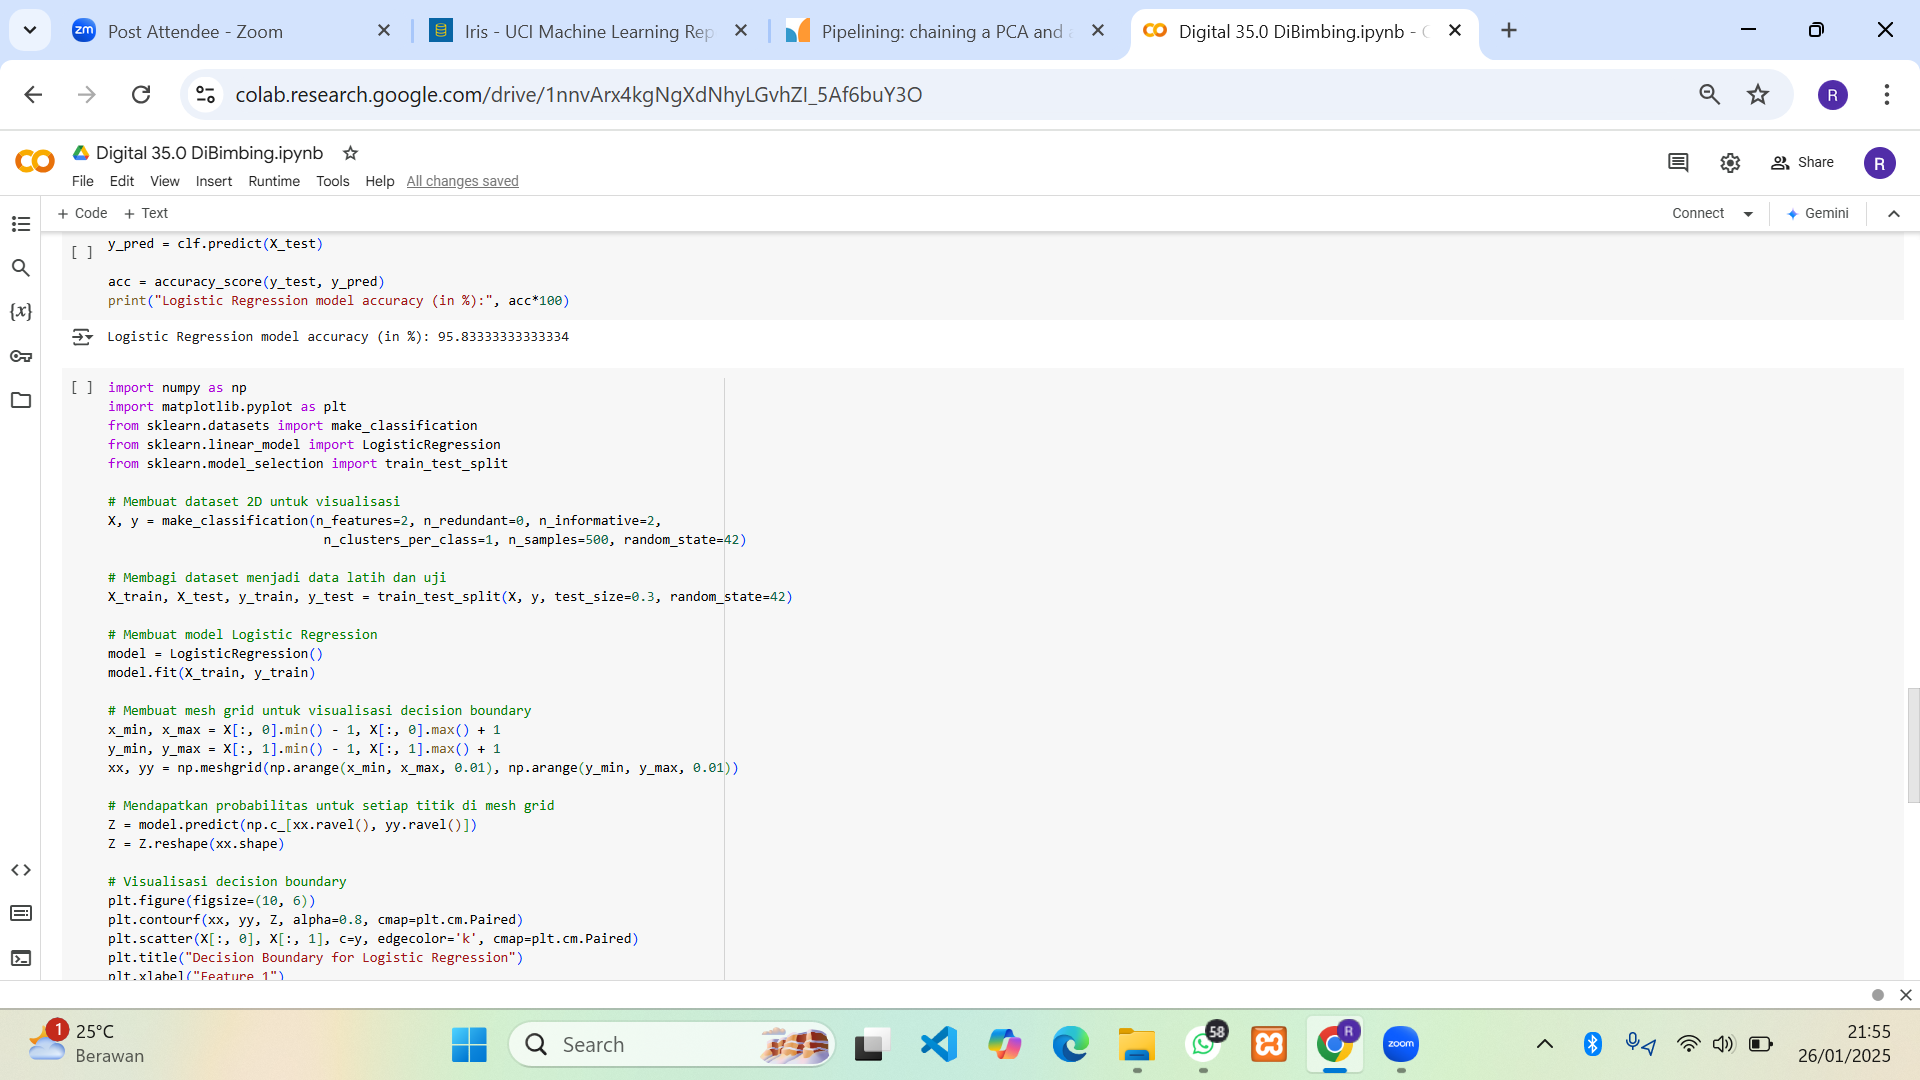 Post Attendee - Zoom
Iris - UCI Machine Learning Rep
Pipelining: chaining a PCA and a
Digital 35.0 DiBimbing.ipynb - C
colab.research.google.com/drive/1nnvArx4kgNgXdNhyLGvhZI_5Af6buY3O
R
Digital 35.0 DiBimbing.ipynb
File Edit View Insert Runtime Tools Help All changes saved
Share
R
+ Code + Text
Connect
Gemini
y_pred = clf.predict(X_test)
[ ]
acc = accuracy_score(y_test, y_pred)
print("Logistic Regression model accuracy (in %):", acc*100)
Logistic Regression model accuracy (in %): 95.83333333333334
[ ] import numpy as np
import matplotlib.pyplot as plt
from sklearn.datasets import make_classification
from sklearn.linear_model import LogisticRegression
from sklearn.model_selection import train_test_split
# Membuat dataset 2D untuk visualisasi
X, y = make_classification(n_features=2, n_redundant=0, n_informative=2,
n_clusters_per_class=1, n_samples=500, random_state=42)
# Membagi dataset menjadi data latih dan uji
X_train, X_test, y_train, y_test = train_test_split(X, y, test_size=0.3, random_state=42)
# Membuat model Logistic Regression
model = LogisticRegression()
model.fit(X_train, y_train)
# Membuat mesh grid untuk visualisasi decision boundary
x_min, x_max = X[:, 0].min() - 1, X[:, 0].max() + 1
y_min, y_max = X[:, 1].min() - 1, X[:, 1].max() + 1
xx, yy = np.meshgrid(np.arange(x_min, x_max, 0.01), np.arange(y_min, y_max, 0.01))
# Mendapatkan probabilitas untuk setiap titik di mesh grid
Z = model.predict(np.c_[xx.ravel(), yy.ravel()])
Z = Z.reshape(xx.shape)
# Visualisasi decision boundary
plt.figure(figsize=(10, 6))
plt.contourf(xx, yy, Z, alpha=0.8, cmap=plt.cm.Paired)
plt.scatter(X[:, 0], X[:, 1], c=y, edgecolor='k', cmap=plt.cm.Paired)
plt.title("Decision Boundary for Logistic Regression")
plt.xlabel("Feature 1")
1
25°C
Berawan
Search
58
R
zoom
21:55
26/01/2025